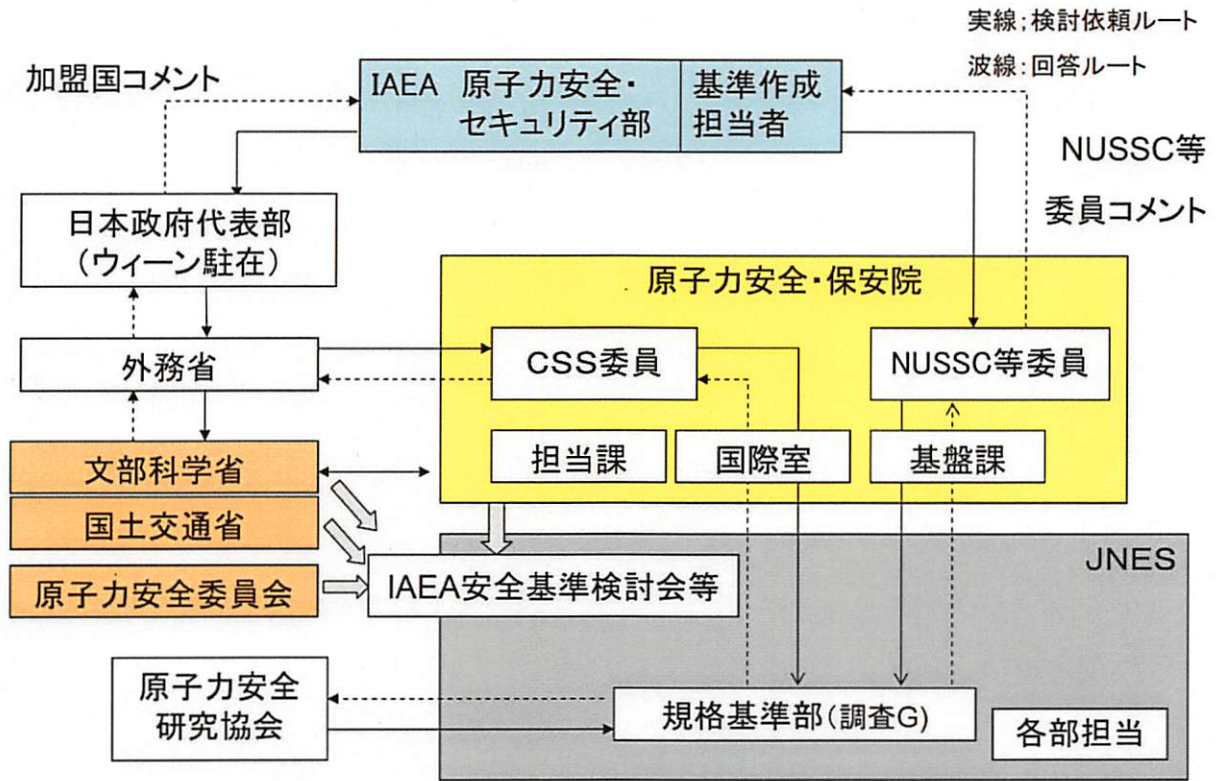 実線;検討依頼ルート
波線:回答ルート
加盟国コメント
IAEA 原子力安全・
セキュリティ部
基準作成
担当者
NUSSC等
委員コメント
日本政府代表部
(ウィーン駐在)
原子力安全・保安院
外務省
CSS委員
NUSSC等委員
文部科学省
担当課
国際室
基盤課
国土交通省
原子力安全委員会
IAEA安全基準検討会等
JNES
原子力安全
研究協会
規格基準部(調査G)
各部担当